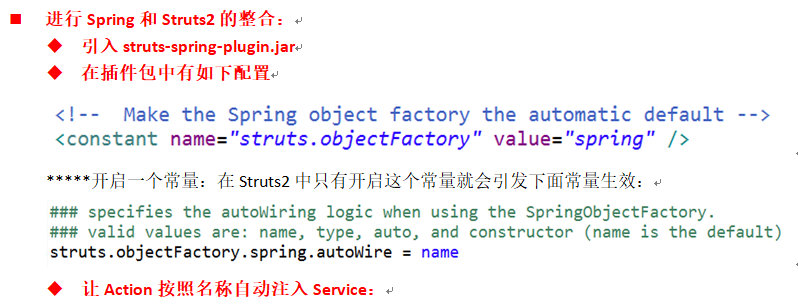 ■ 进行 Spring 和 Struts2 的整合：
◆ 引入 struts-spring-plugin.jar
◆ 在插件包中有如下配置
<!-- Make the Spring object factory the automatic default -->
<constant name="struts.objectFactory" value="spring" />
*****开启一个常量：在 Struts2 中只有开启这个常量就会引发下面常量生效：
### specifies the autoWiring logic when using the SpringObjectFactory.
### valid values are: name, type, auto, and constructor (name is the default)
struts.objectFactory.spring.autoWire = name
◆ 让 Action 按照名称自动注入 Service：